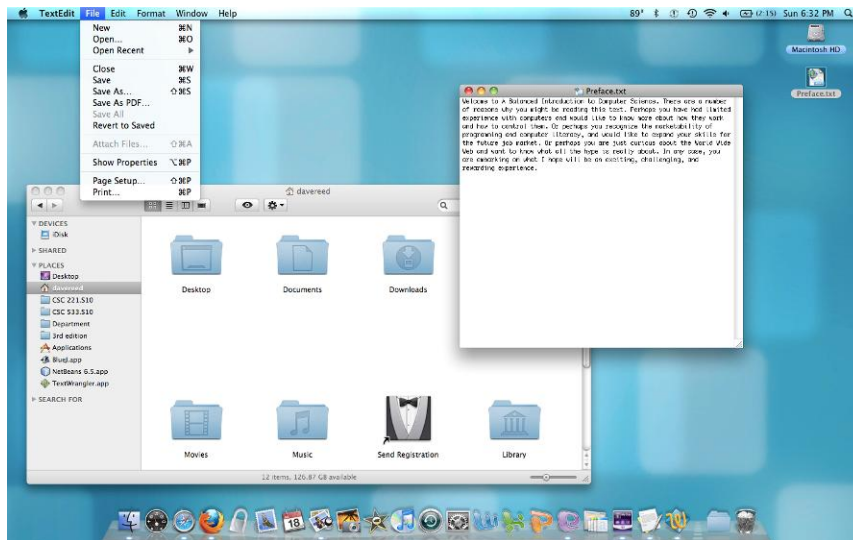 TextEdit File Edit Format Window Help 89° (2:15) Sun 6:32 PM
New ⌘N
Open... ⌘O
Open Recent
Close ⌘W
Save ⌘S
Save As... ⇧⌘S
Save As PDF...
Save All
Revert to Saved
Attach Files... ⇧⌘A
Show Properties ⌥⌘P
Page Setup... ⇧⌘P
Print... ⌘P
Macintosh HD
Preface.txt
Preface.txt
Welcome to A Balanced Introduction to Computer Science. There are a number
of reasons why you might be reading this text. Perhaps you have had limited
experience with computers and would like to know more about how they work
and how to control them. Or perhaps you recognize the marketability of
programming and computer literacy, and would like to expand your skills for
the future job market. Or perhaps you are just curious about the World Wide
Web and want to know what all the hype is really about. In any case, you
are embarking on what I hope will be an exciting, challenging, and
rewarding experience.
davereed
DEVICES
iDisk
SHARED
PLACES
Desktop
davereed
CSC 221.S10
CSC 533.S10
Department
3rd edition
Applications
BlueJ.app
NetBeans 6.5.app
TextWrangler.app
SEARCH FOR
Desktop Documents Downloads
Movies Music Send Registration Library
12 items, 126.87 GB available
18